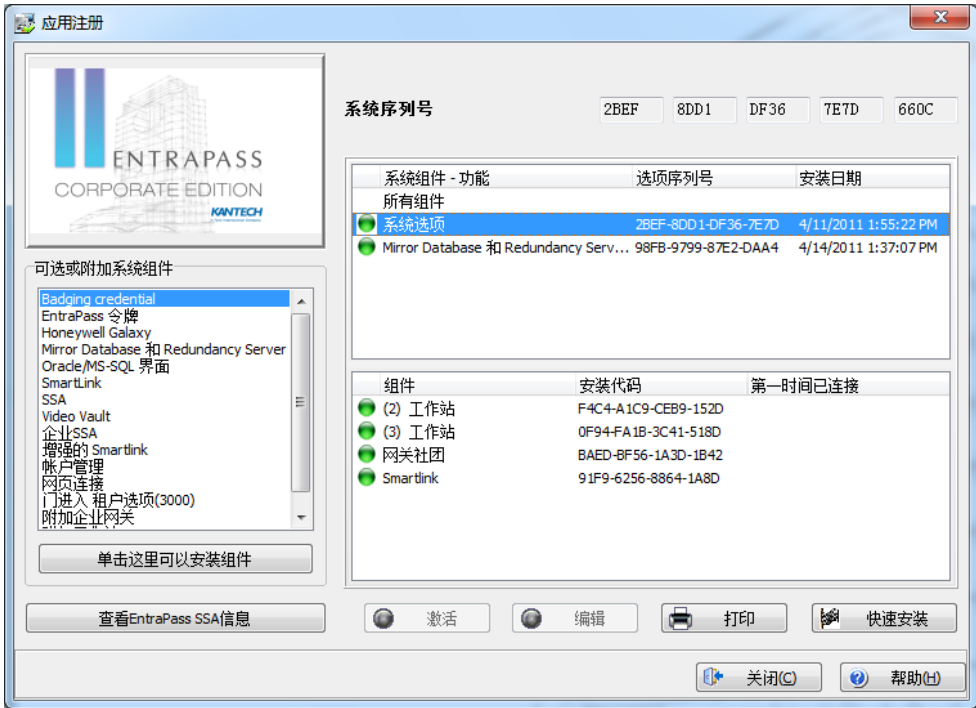 应用注册
ENTRAPASS
CORPORATE EDITION
KANTECH
系统序列号 2BEF 8DD1 DF36 7E7D 660C
系统组件 - 功能 选项序列号 安装日期
所有组件
系统选项 2BEF-8DD1-DF36-7E7D 4/11/2011 1:55:22 PM
Mirror Database 和 Redundancy Serv... 98FB-9799-87E2-DAA4 4/14/2011 1:37:07 PM
可选或附加系统组件
Badging credential
EntraPass 令牌
Honeywell Galaxy
Mirror Database 和 Redundancy Server
Oracle/MS-SQL 界面
SmartLink
SSA
Video Vault
企业SSA
增强的 Smartlink
帐户管理
网页连接
门进入 租户选项(3000)
附加企业网关
单击这里可以安装组件
组件 安装代码 第一时间已连接
(2) 工作站 F4C4-A1C9-CEB9-152D
(3) 工作站 0F94-FA1B-3C41-518D
网关社团 BAED-BF56-1A3D-1B42
Smartlink 91F9-6256-8864-1A8D
查看EntraPass SSA信息
激活 编辑 打印 快速安装
关闭(C) 帮助(H)